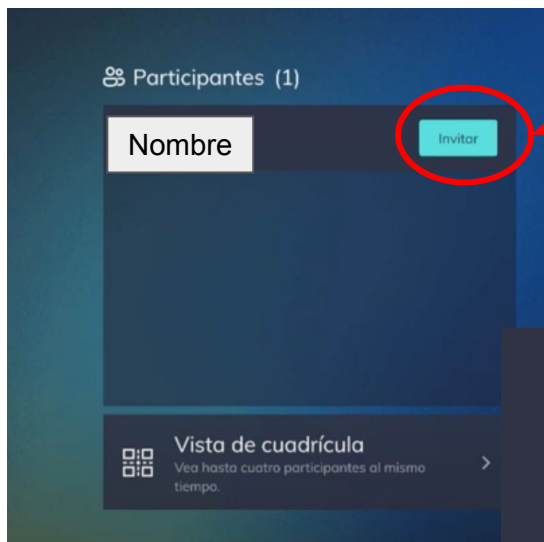 Participantes (1)
Nombre
Invitar
Vista de cuadrícula
Vea hasta cuatro participantes al mismo
tiempo.